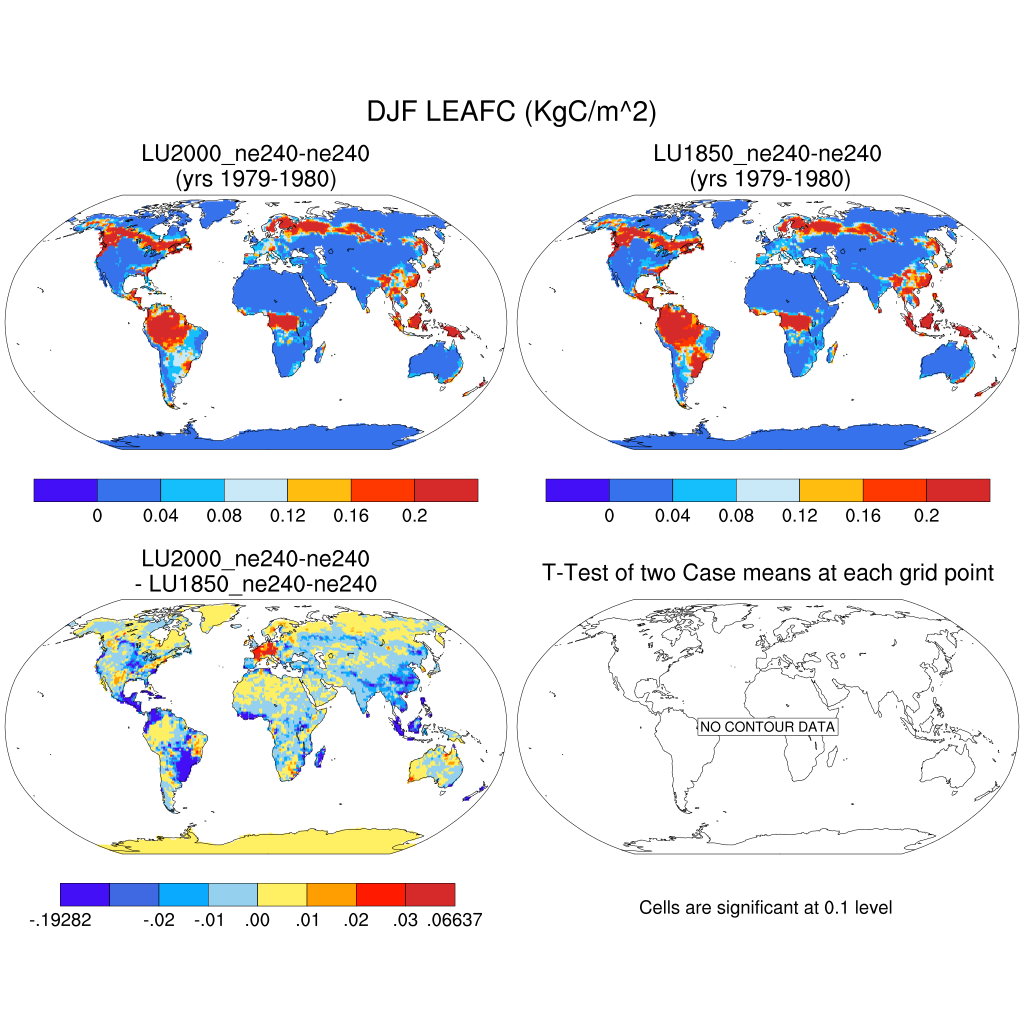 DJF LEAFC (KgC/m^2)
LU2000_ne240-ne240
(yrs 1979-1980)
LU1850_ne240-ne240
(yrs 1979-1980)
0 0.04 0.08 0.12 0.16 0.2
0 0.04 0.08 0.12 0.16 0.2
LU2000_ne240-ne240
- LU1850_ne240-ne240
T-Test of two Case means at each grid point
NO CONTOUR DATA
-.19282 -.02 -.01 .00 .01 .02 .03 .06637
Cells are significant at 0.1 level